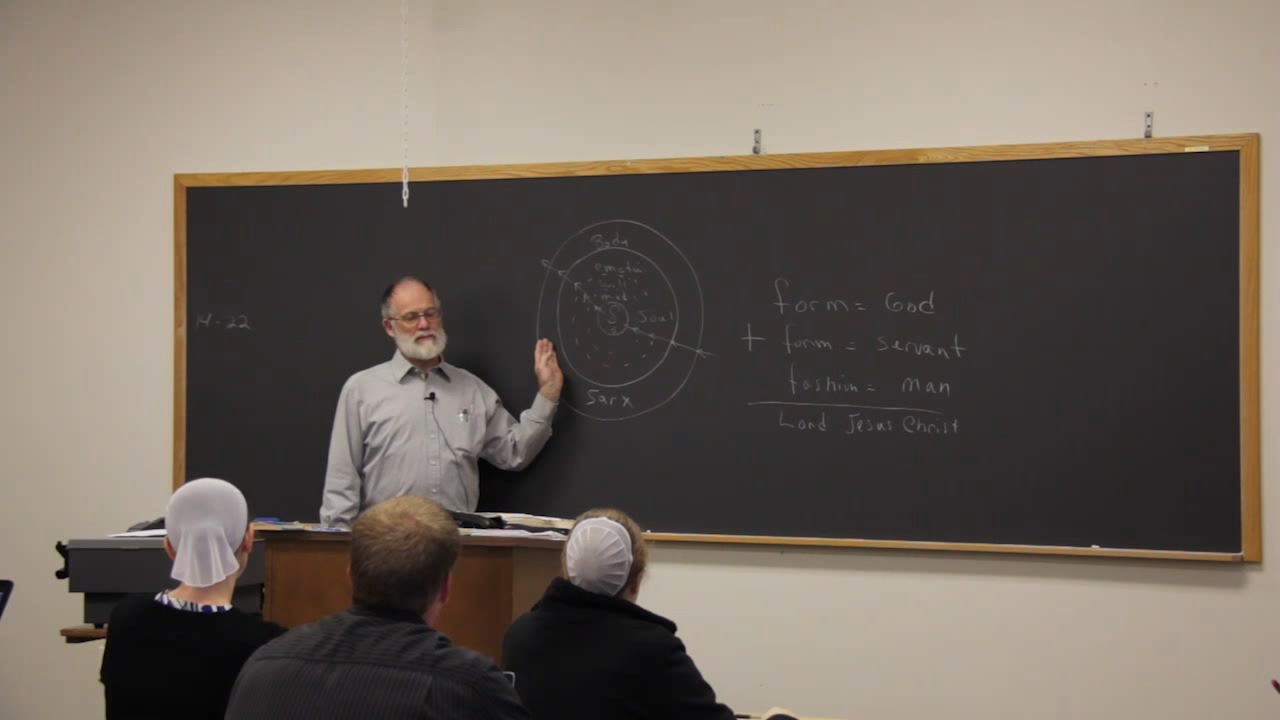 14-22
Body
Soul
Sarx
form = God
+ form = servant
fashion = man
Lord Jesus Christ